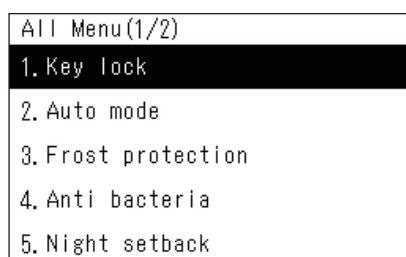 All Menu(1/2)
1. Key lock
2. Auto mode
3. Frost protection
4. Anti bacteria
5. Night setback